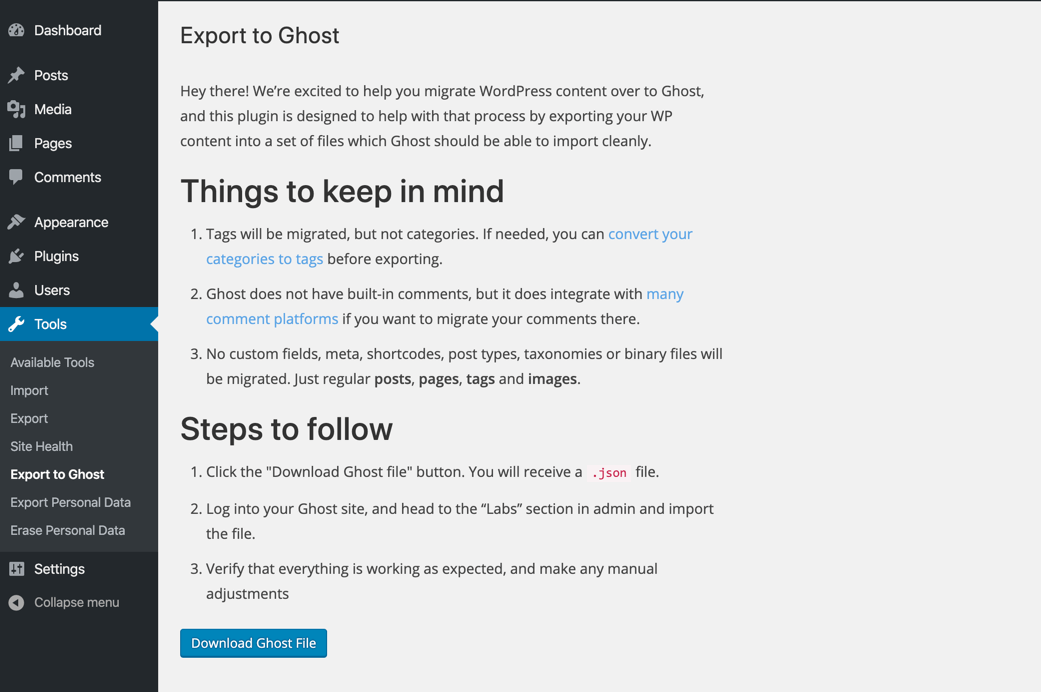 Dashboard
Posts
Media
Pages
Comments
Appearance
Plugins
Users
Tools
Available Tools
Import
Export
Site Health
Export to Ghost
Export Personal Data
Erase Personal Data
Settings
Collapse menu
Export to Ghost
Hey there! We’re excited to help you migrate WordPress content over to Ghost,
and this plugin is designed to help with that process by exporting your WP
content into a set of files which Ghost should be able to import cleanly.
Things to keep in mind
1. Tags will be migrated, but not categories. If needed, you can convert your
categories to tags before exporting.
2. Ghost does not have built-in comments, but it does integrate with many
comment platforms if you want to migrate your comments there.
3. No custom fields, meta, shortcodes, post types, taxonomies or binary files will
be migrated. Just regular posts, pages, tags and images.
Steps to follow
1. Click the "Download Ghost file" button. You will receive a .json file.
2. Log into your Ghost site, and head to the “Labs” section in admin and import
the file.
3. Verify that everything is working as expected, and make any manual
adjustments
Download Ghost File